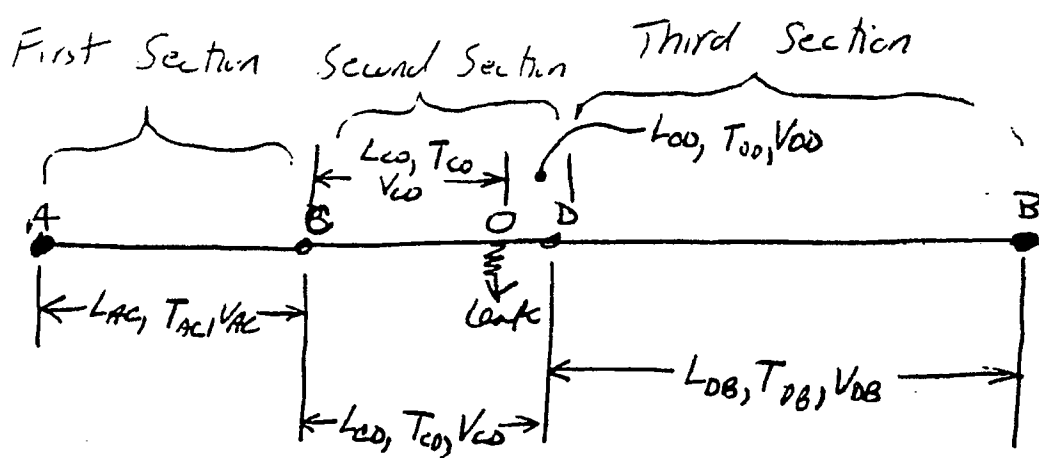 First Section
Second Section
Third Section
LCO, TCO
VCO
LOD, TOD, VOD
A
C
O
D
B
Leak
LAC, TAC, VAC
LDB, TDB, VDB
LCD, TCD, VCD